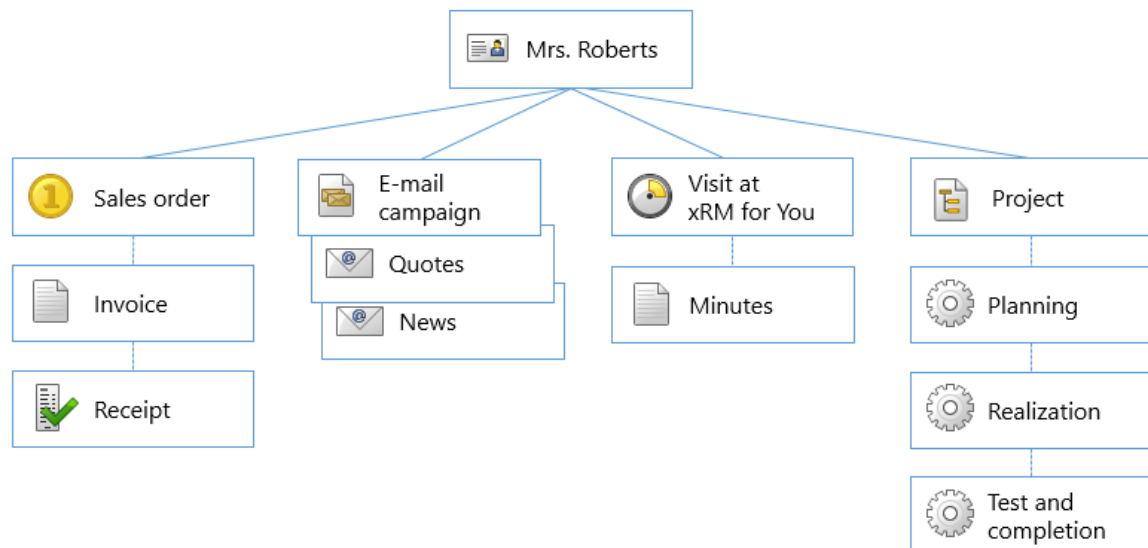 Mrs. Roberts
Sales order
E-mail
campaign
Visit at
xRM for You
Project
Invoice
Quotes
Minutes
Planning
News
Receipt
Realization
Test and
completion